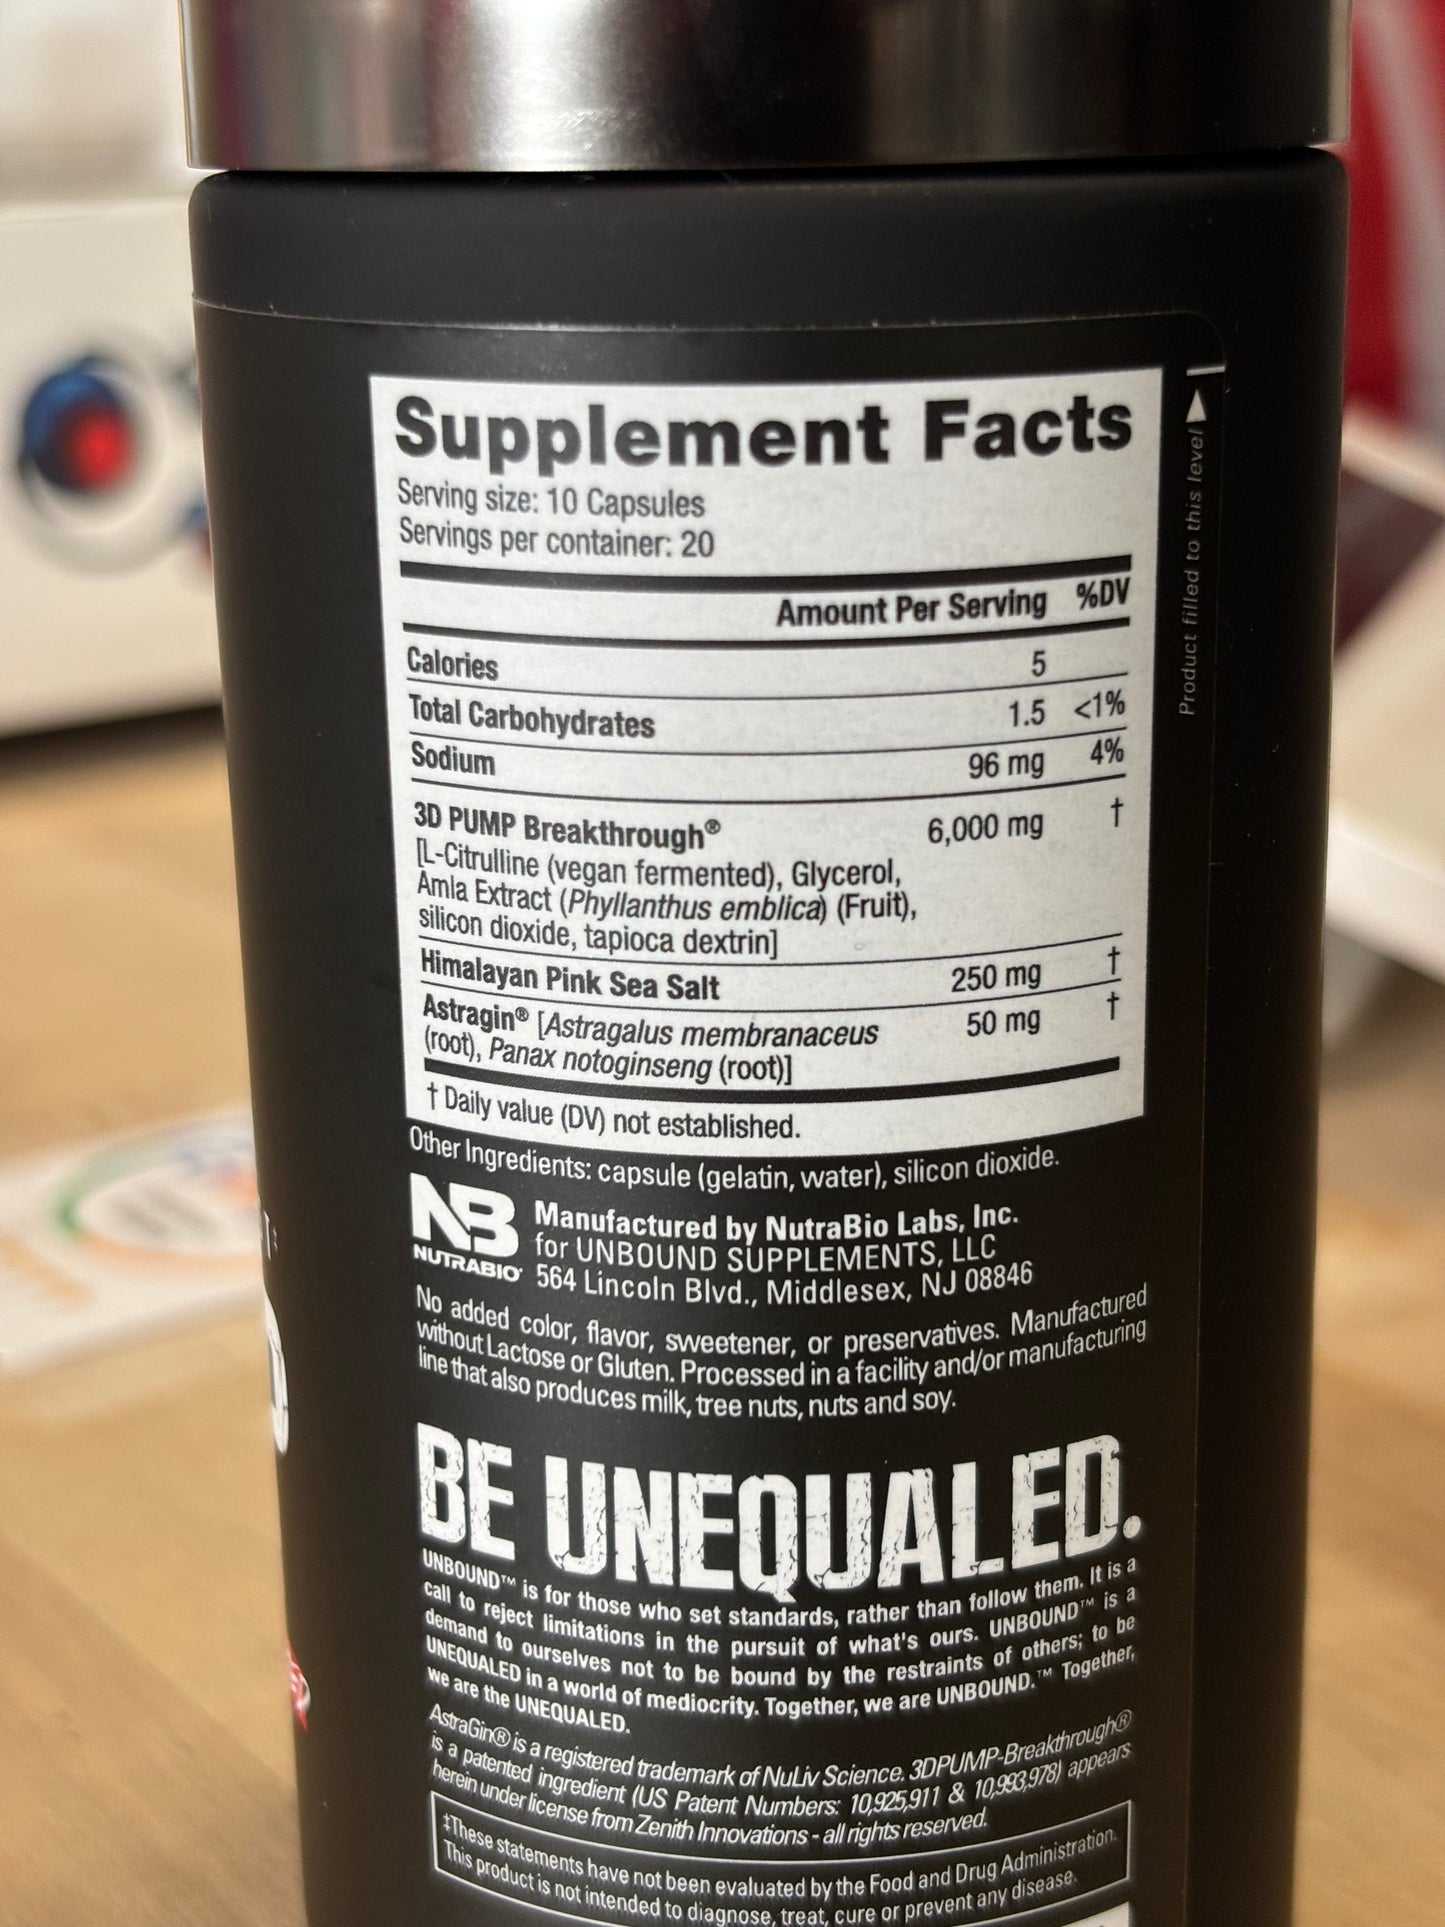 Supplement Facts
Serving size: 10 Capsules
Servings per container: 20
Amount Per Serving %DV
Calories 5
Total Carbohydrates 1.5 <1%
Sodium 96 mg 4%
3D PUMP Breakthrough® 6,000 mg †
[L-Citrulline (vegan fermented), Glycerol,
Amla Extract (Phyllanthus emblica) (Fruit),
silicon dioxide, tapioca dextrin]
Himalayan Pink Sea Salt 250 mg †
Astragin® [Astragalus membranaceus 50 mg †
(root), Panax notoginseng (root)]
† Daily value (DV) not established.
Product filled to this level
Other Ingredients: capsule (gelatin, water), silicon dioxide.
NB
NUTRABIO
Manufactured by NutraBio Labs, Inc.
for UNBOUND SUPPLEMENTS, LLC
564 Lincoln Blvd., Middlesex, NJ 08846
No added color, flavor, sweetener, or preservatives. Manufactured
without Lactose or Gluten. Processed in a facility and/or manufacturing
line that also produces milk, tree nuts, nuts and soy.
BE UNEQUALED.
UNBOUND™ is for those who set standards, rather than follow them. It is a
call to reject limitations in the pursuit of what's ours. UNBOUND™ is a
demand to ourselves not to be bound by the restraints of others; to be
UNEQUALED in a world of mediocrity. Together, we are UNBOUND.™ Together,
we are the UNEQUALED.
AstraGin® is a registered trademark of NuLiv Science. 3DPUMP-Breakthrough®
is a patented ingredient (US Patent Numbers: 10,925,911 & 10,993,978) appears
herein under license from Zenith Innovations - all rights reserved.
‡These statements have not been evaluated by the Food and Drug Administration.
This product is not intended to diagnose, treat, cure or prevent any disease.